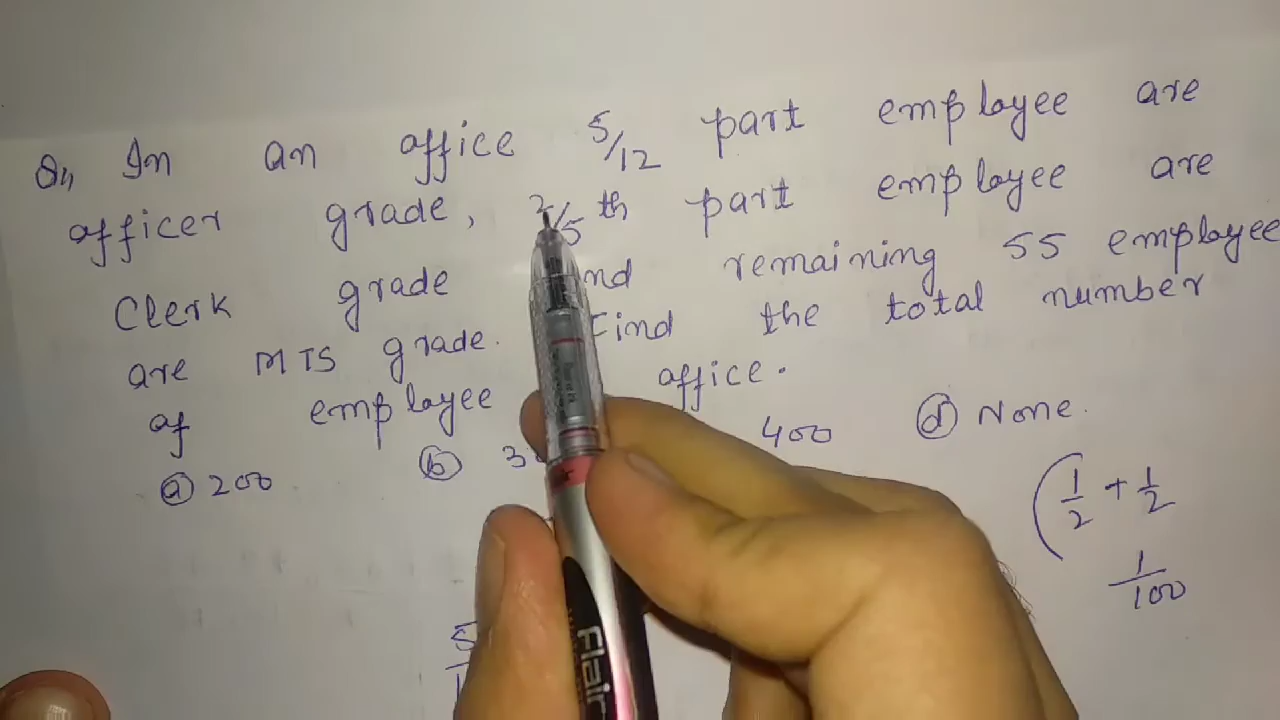 Q,, In an office 5/12 part employee are
officer grade, 2/5 th part employee are
Clerk grade remaining 55 employee
are MTS grade. Find the total number
of employee office.
(a) 200 (b) 400 (d) None.
(1/2 + 1/2
1/100
5
Flair